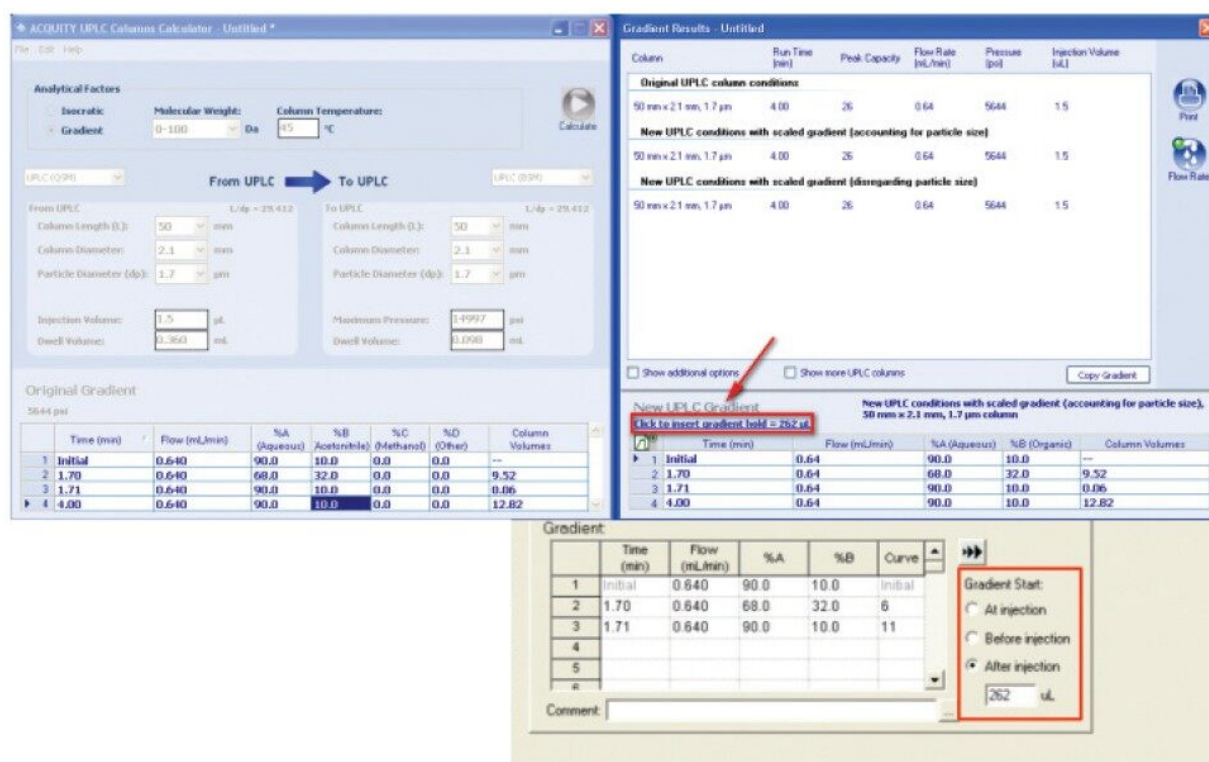 ACQUITY UPLC Columns Calculator - Untitled *
File Edit Help
Analytical Factors
Isocratic Molecular Weight: Column Temperature:
Gradient 0-100 Da 45 °C
Calculate
UPLC (QSM) From UPLC To UPLC UPLC (BSM)
From UPLC L/dp = 29.412 To UPLC L/dp = 29.412
Column Length (L): 50 mm Column Length (L): 50 mm
Column Diameter: 2.1 mm Column Diameter: 2.1 mm
Particle Diameter (dp): 1.7 µm Particle Diameter (dp): 1.7 µm
Injection Volume: 1.5 µL Maximum Pressure: 14997 psi
Dwell Volume: 0.360 mL Dwell Volume: 0.098 mL
Original Gradient
5644 psi
Time (min) Flow (mL/min) %A (Aqueous) %B (Acetonitrile) %C (Methanol) %D (Other) Column Volumes
1 Initial 0.640 90.0 10.0 0.0 0.0 --
2 1.70 0.640 68.0 32.0 0.0 0.0 9.52
3 1.71 0.640 90.0 10.0 0.0 0.0 0.06
4 4.00 0.640 90.0 10.0 0.0 0.0 12.82
Gradient Results - Untitled
Column Run Time [min] Peak Capacity Flow Rate [mL/min] Pressure [psi] Injection Volume [uL]
Original UPLC column conditions
50 mm x 2.1 mm, 1.7 µm 4.00 26 0.64 5644 1.5
New UPLC conditions with scaled gradient (accounting for particle size)
50 mm x 2.1 mm, 1.7 µm 4.00 26 0.64 5644 1.5
New UPLC conditions with scaled gradient (disregarding particle size)
50 mm x 2.1 mm, 1.7 µm 4.00 26 0.64 5644 1.5
Print
Flow Rate
Show additional options Show more UPLC columns Copy Gradient
New UPLC Gradient
New UPLC conditions with scaled gradient (accounting for particle size),
50 mm x 2.1 mm, 1.7 µm column
Click to insert gradient hold = 262 uL
Time (min) Flow (mL/min) %A (Aqueous) %B (Organic) Column Volumes
1 Initial 0.64 90.0 10.0 --
2 1.70 0.64 68.0 32.0 9.52
3 1.71 0.64 90.0 10.0 0.06
4 4.00 0.64 90.0 10.0 12.82
Gradient
Time (min) Flow (mL/min) %A %B Curve
1 Initial 0.640 90.0 10.0 Initial
2 1.70 0.640 68.0 32.0 6
3 1.71 0.640 90.0 10.0 11
4
5
6
Gradient Start:
At injection
Before injection
After injection
262 uL
Comment:
...